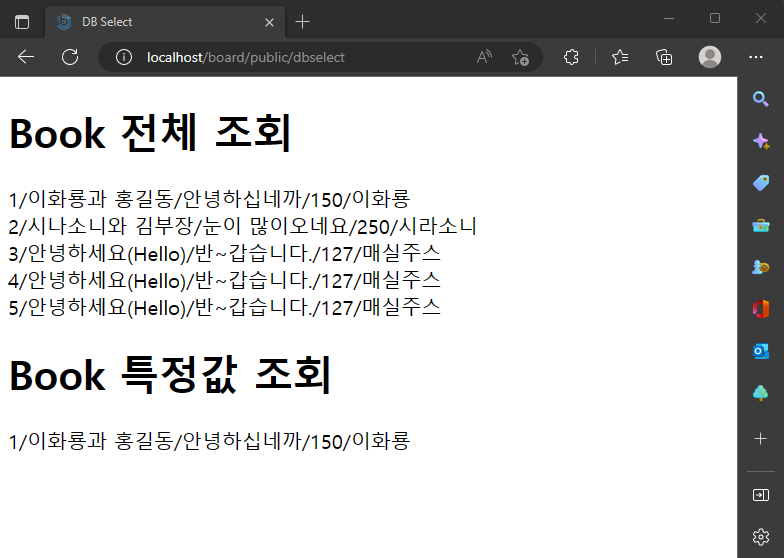 DB Select
localhost/board/public/dbselect
Book 전체 조회
1/이화룡과 홍길동/안녕하십네까/150/이화룡
2/시나소니와 김부장/눈이 많이오네요/250/시라소니
3/안녕하세요(Hello)/반~갑습니다./127/매실주스
4/안녕하세요(Hello)/반~갑습니다./127/매실주스
5/안녕하세요(Hello)/반~갑습니다./127/매실주스
Book 특정값 조회
1/이화룡과 홍길동/안녕하십네까/150/이화룡